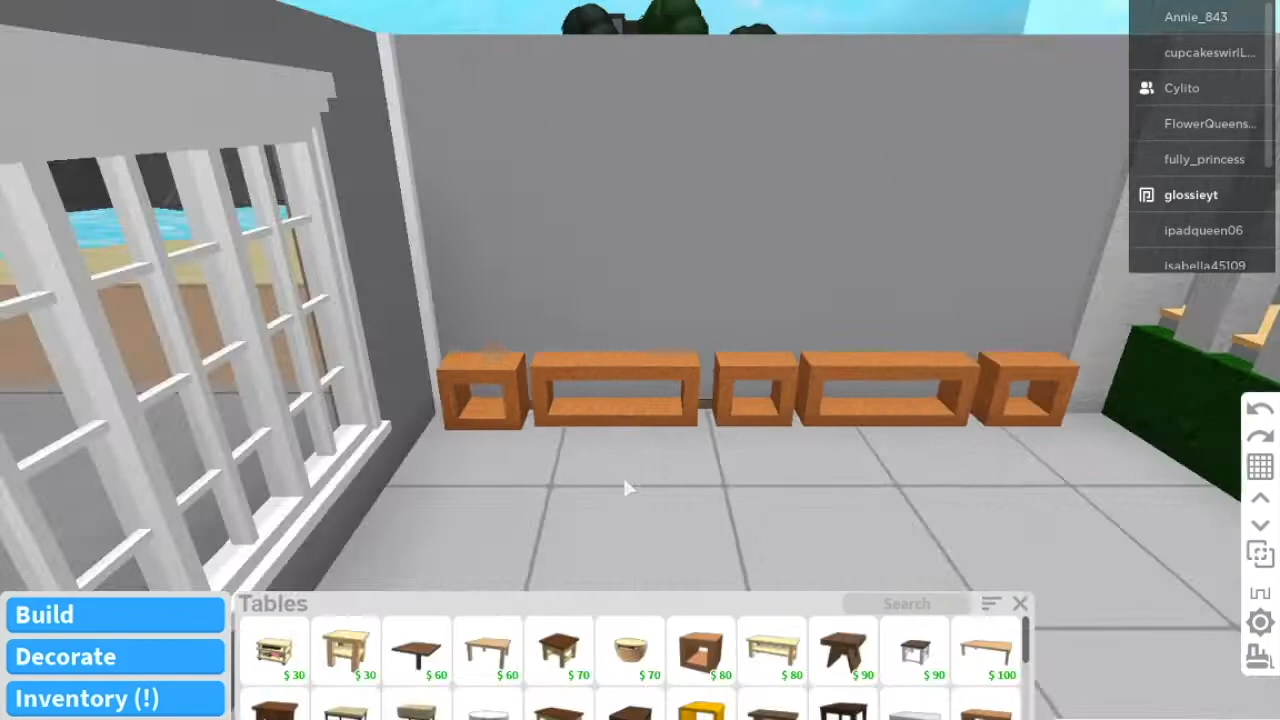 Annie_843
cupcakeswirlL...
Cylito
FlowerQueens...
fully_princess
glossieyt
ipadqueen06
isabella45109
Build
Decorate
Inventory (!)
Tables
Search
$30
$30
$60
$60
$70
$70
$80
$80
$90
$90
$100